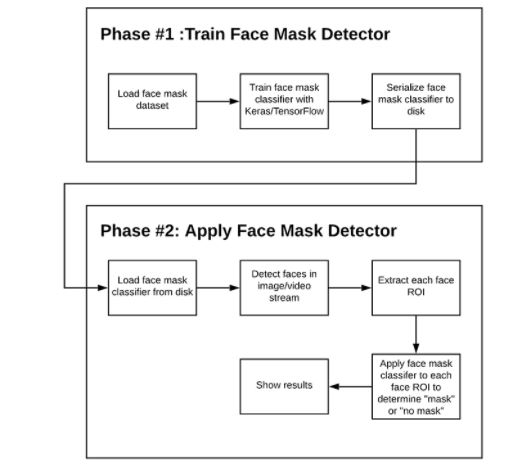 Phase #1 :Train Face Mask Detector
Load face mask
dataset
Train face mask
classifier with
Keras/TensorFlow
Serialize face
mask classifier to
disk
Phase #2: Apply Face Mask Detector
Load face mask
classifier from disk
Detect faces in
image/video
stream
Extract each face
ROI
Apply face mask
classifer to each
face ROI to
determine "mask"
or "no mask"
Show results